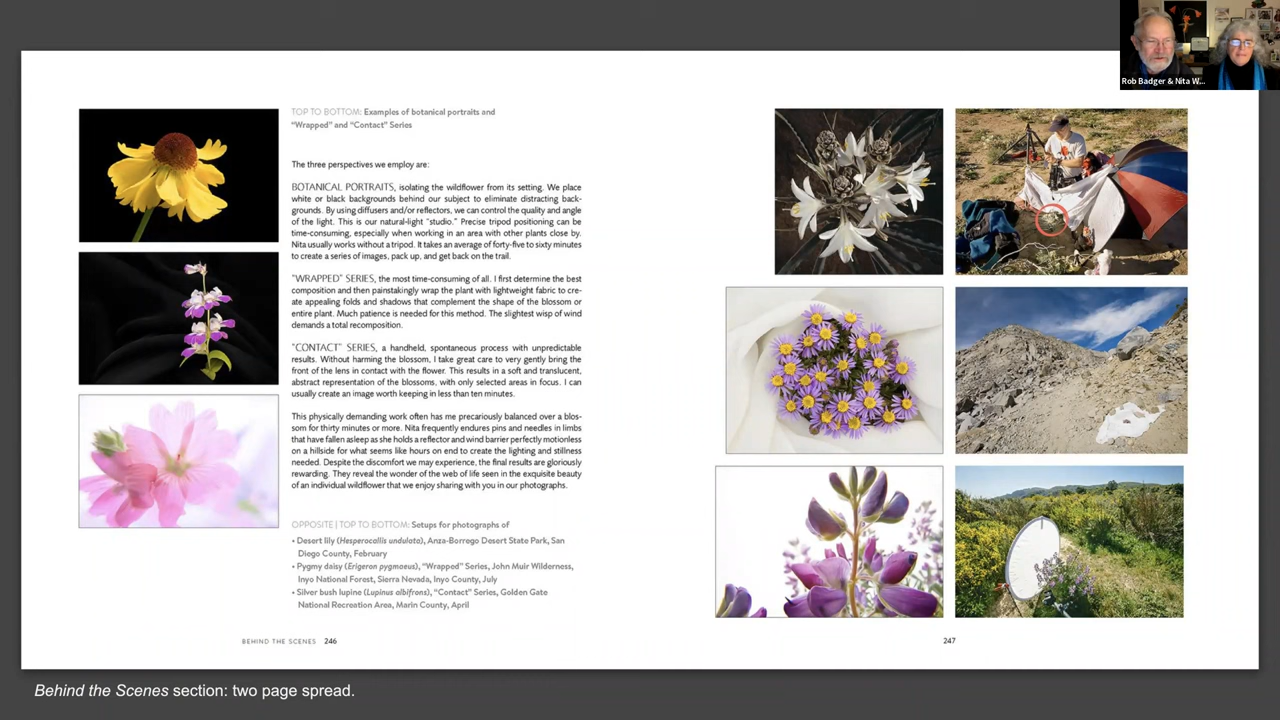 Rob Badger & Nita W...
TOP TO BOTTOM: Examples of botanical portraits and
"Wrapped" and "Contact" Series
The three perspectives we employ are:
BOTANICAL PORTRAITS, isolating the wildflower from its setting. We place
white or black backgrounds behind our subject to eliminate distracting back-
grounds. By using diffusers and/or reflectors, we can control the quality and angle
of the light. This is our natural-light "studio." Precise tripod positioning can be
time-consuming, especially when working in an area with other plants close by.
Nita usually works without a tripod. It takes an average of forty-five to sixty minutes
to create a series of images, pack up, and get back on the trail.
"WRAPPED" SERIES, the most time-consuming of all. I first determine the best
composition and then painstakingly wrap the plant with lightweight fabric to cre-
ate appealing folds and shadows that complement the shape of the blossom or
entire plant. Much patience is needed for this method. The slightest wisp of wind
demands a total recomposition.
"CONTACT" SERIES, a handheld, spontaneous process with unpredictable
results. Without harming the blossom, I take great care to very gently bring the
front of the lens in contact with the flower. This results in a soft and translucent,
abstract representation of the blossoms, with only selected areas in focus. I can
usually create an image worth keeping in less than ten minutes.
This physically demanding work often has me precariously balanced over a blos-
som for thirty minutes or more. Nita frequently endures pins and needles in limbs
that have fallen asleep as she holds a reflector and wind barrier perfectly motionless
on a hillside for what seems like hours on end to create the lighting and stillness
needed. Despite the discomfort we may experience, the final results are gloriously
rewarding. They reveal the wonder of the web of life seen in the exquisite beauty
of an individual wildflower that we enjoy sharing with you in our photographs.
OPPOSITE | TOP TO BOTTOM: Setups for photographs of
• Desert lily (Hesperocallis undulata), Anza-Borrego Desert State Park, San
Diego County, February
• Pygmy daisy (Erigeron pygmaeus), "Wrapped" Series, John Muir Wilderness,
Inyo National Forest, Sierra Nevada, Inyo County, July
• Silver bush lupine (Lupinus albifrons), "Contact" Series, Golden Gate
National Recreation Area, Marin County, April
BEHIND THE SCENES 246
247
Behind the Scenes section: two page spread.